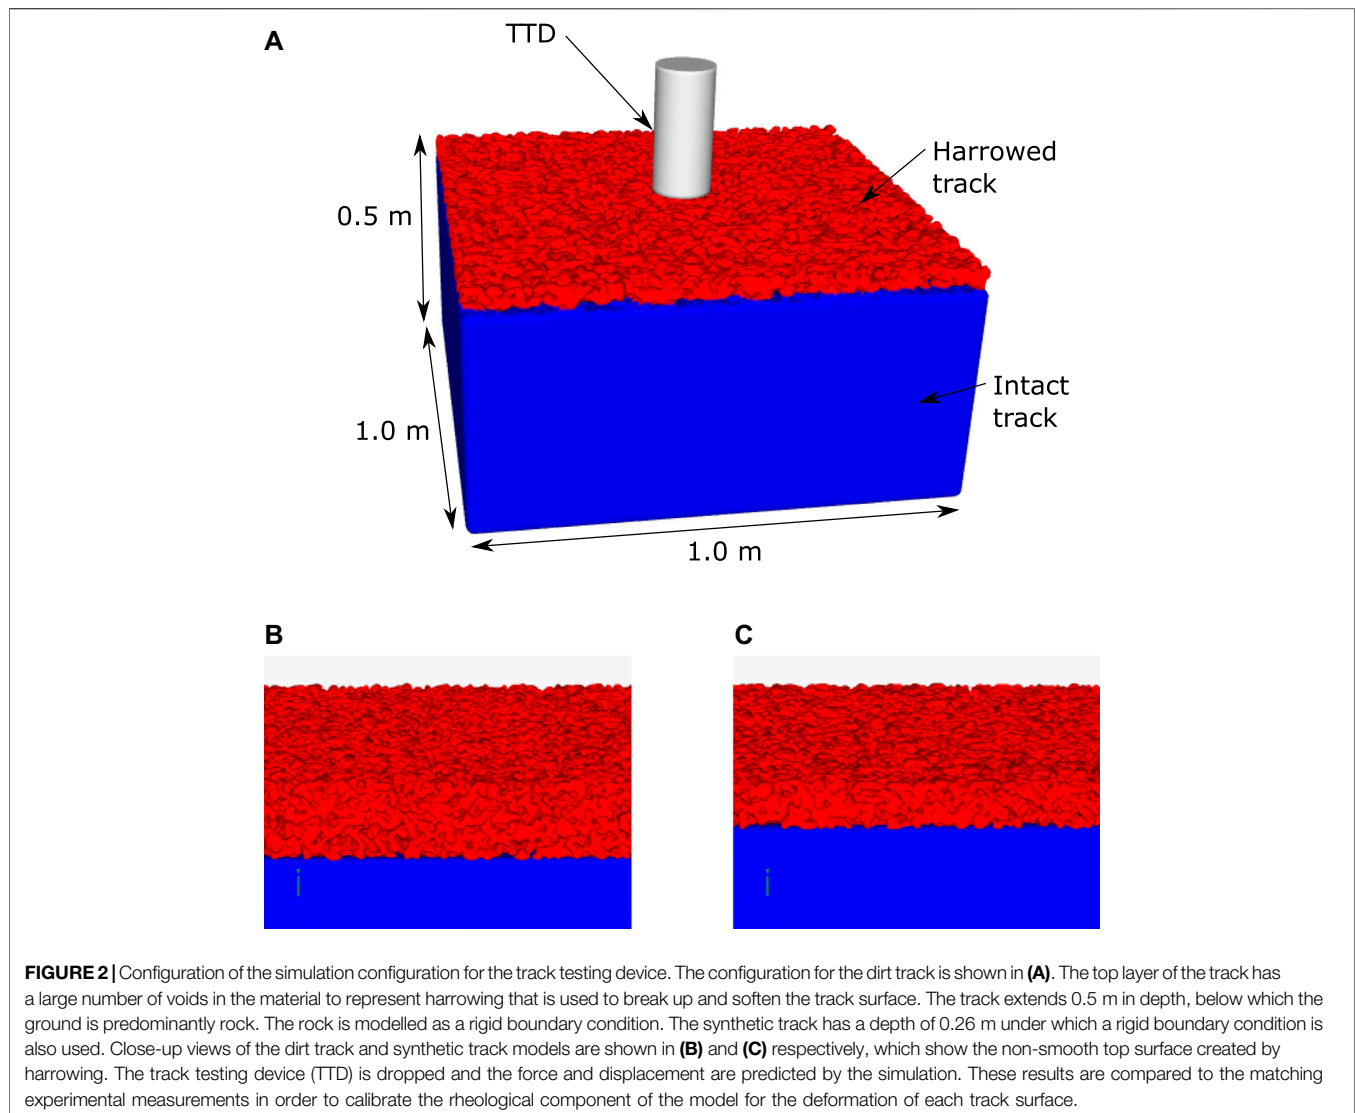 A
TTD
Harrowed
track
0.5 m
Intact
track
1.0 m
1.0 m
B
C
i
i
FIGURE 2 | Configuration of the simulation configuration for the track testing device. The configuration for the dirt track is shown in (A). The top layer of the track has
a large number of voids in the material to represent harrowing that is used to break up and soften the track surface. The track extends 0.5 m in depth, below which the
ground is predominantly rock. The rock is modelled as a rigid boundary condition. The synthetic track has a depth of 0.26 m under which a rigid boundary condition is
also used. Close-up views of the dirt track and synthetic track models are shown in (B) and (C) respectively, which show the non-smooth top surface created by
harrowing. The track testing device (TTD) is dropped and the force and displacement are predicted by the simulation. These results are compared to the matching
experimental measurements in order to calibrate the rheological component of the model for the deformation of each track surface.